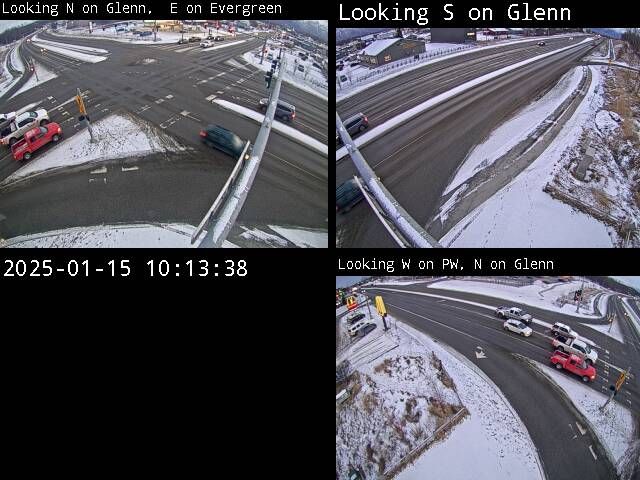 Looking N on Glenn, E on Evergreen
Looking S on Glenn
2025-01-15 10:13:38
Looking W on PW, N on Glenn